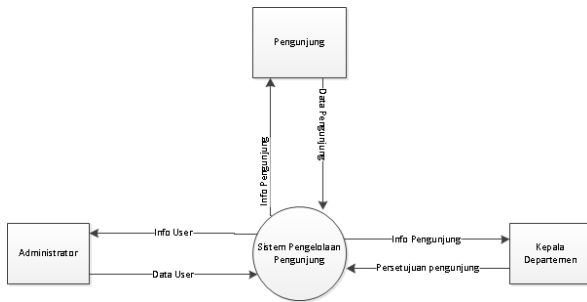 Pengunjung
Info Pengunjung
Data Pengunjung
Info User
Administrator
Data User
Sistem Pengelolaan
Pengunjung
Info Pengunjung
Persetujuan pengunjung
Kepala
Departemen